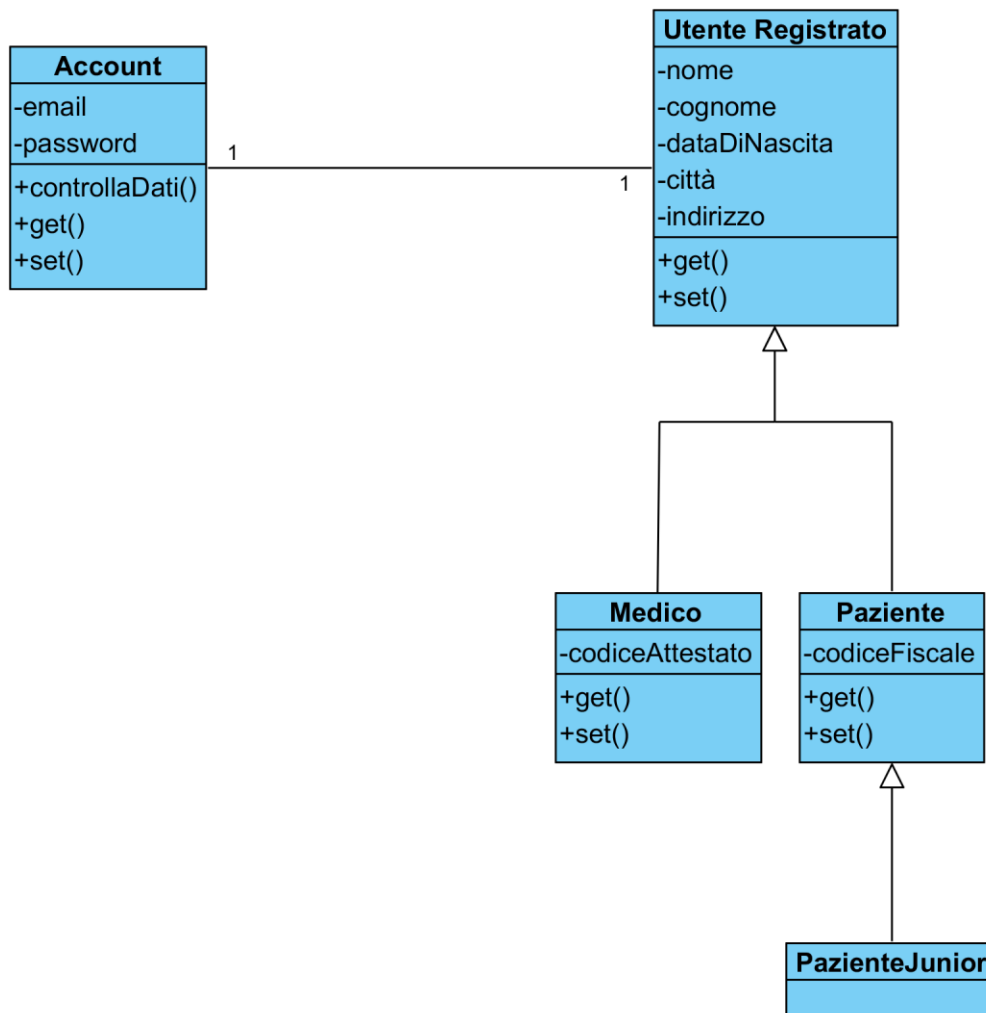 Account
-email
-password
+controllaDati()
+get()
+set()
1
1
Utente Registrato
-nome
-cognome
-dataDiNascita
-città
-indirizzo
+get()
+set()
Medico
-codiceAttestato
+get()
+set()
Paziente
-codiceFiscale
+get()
+set()
PazienteJunior